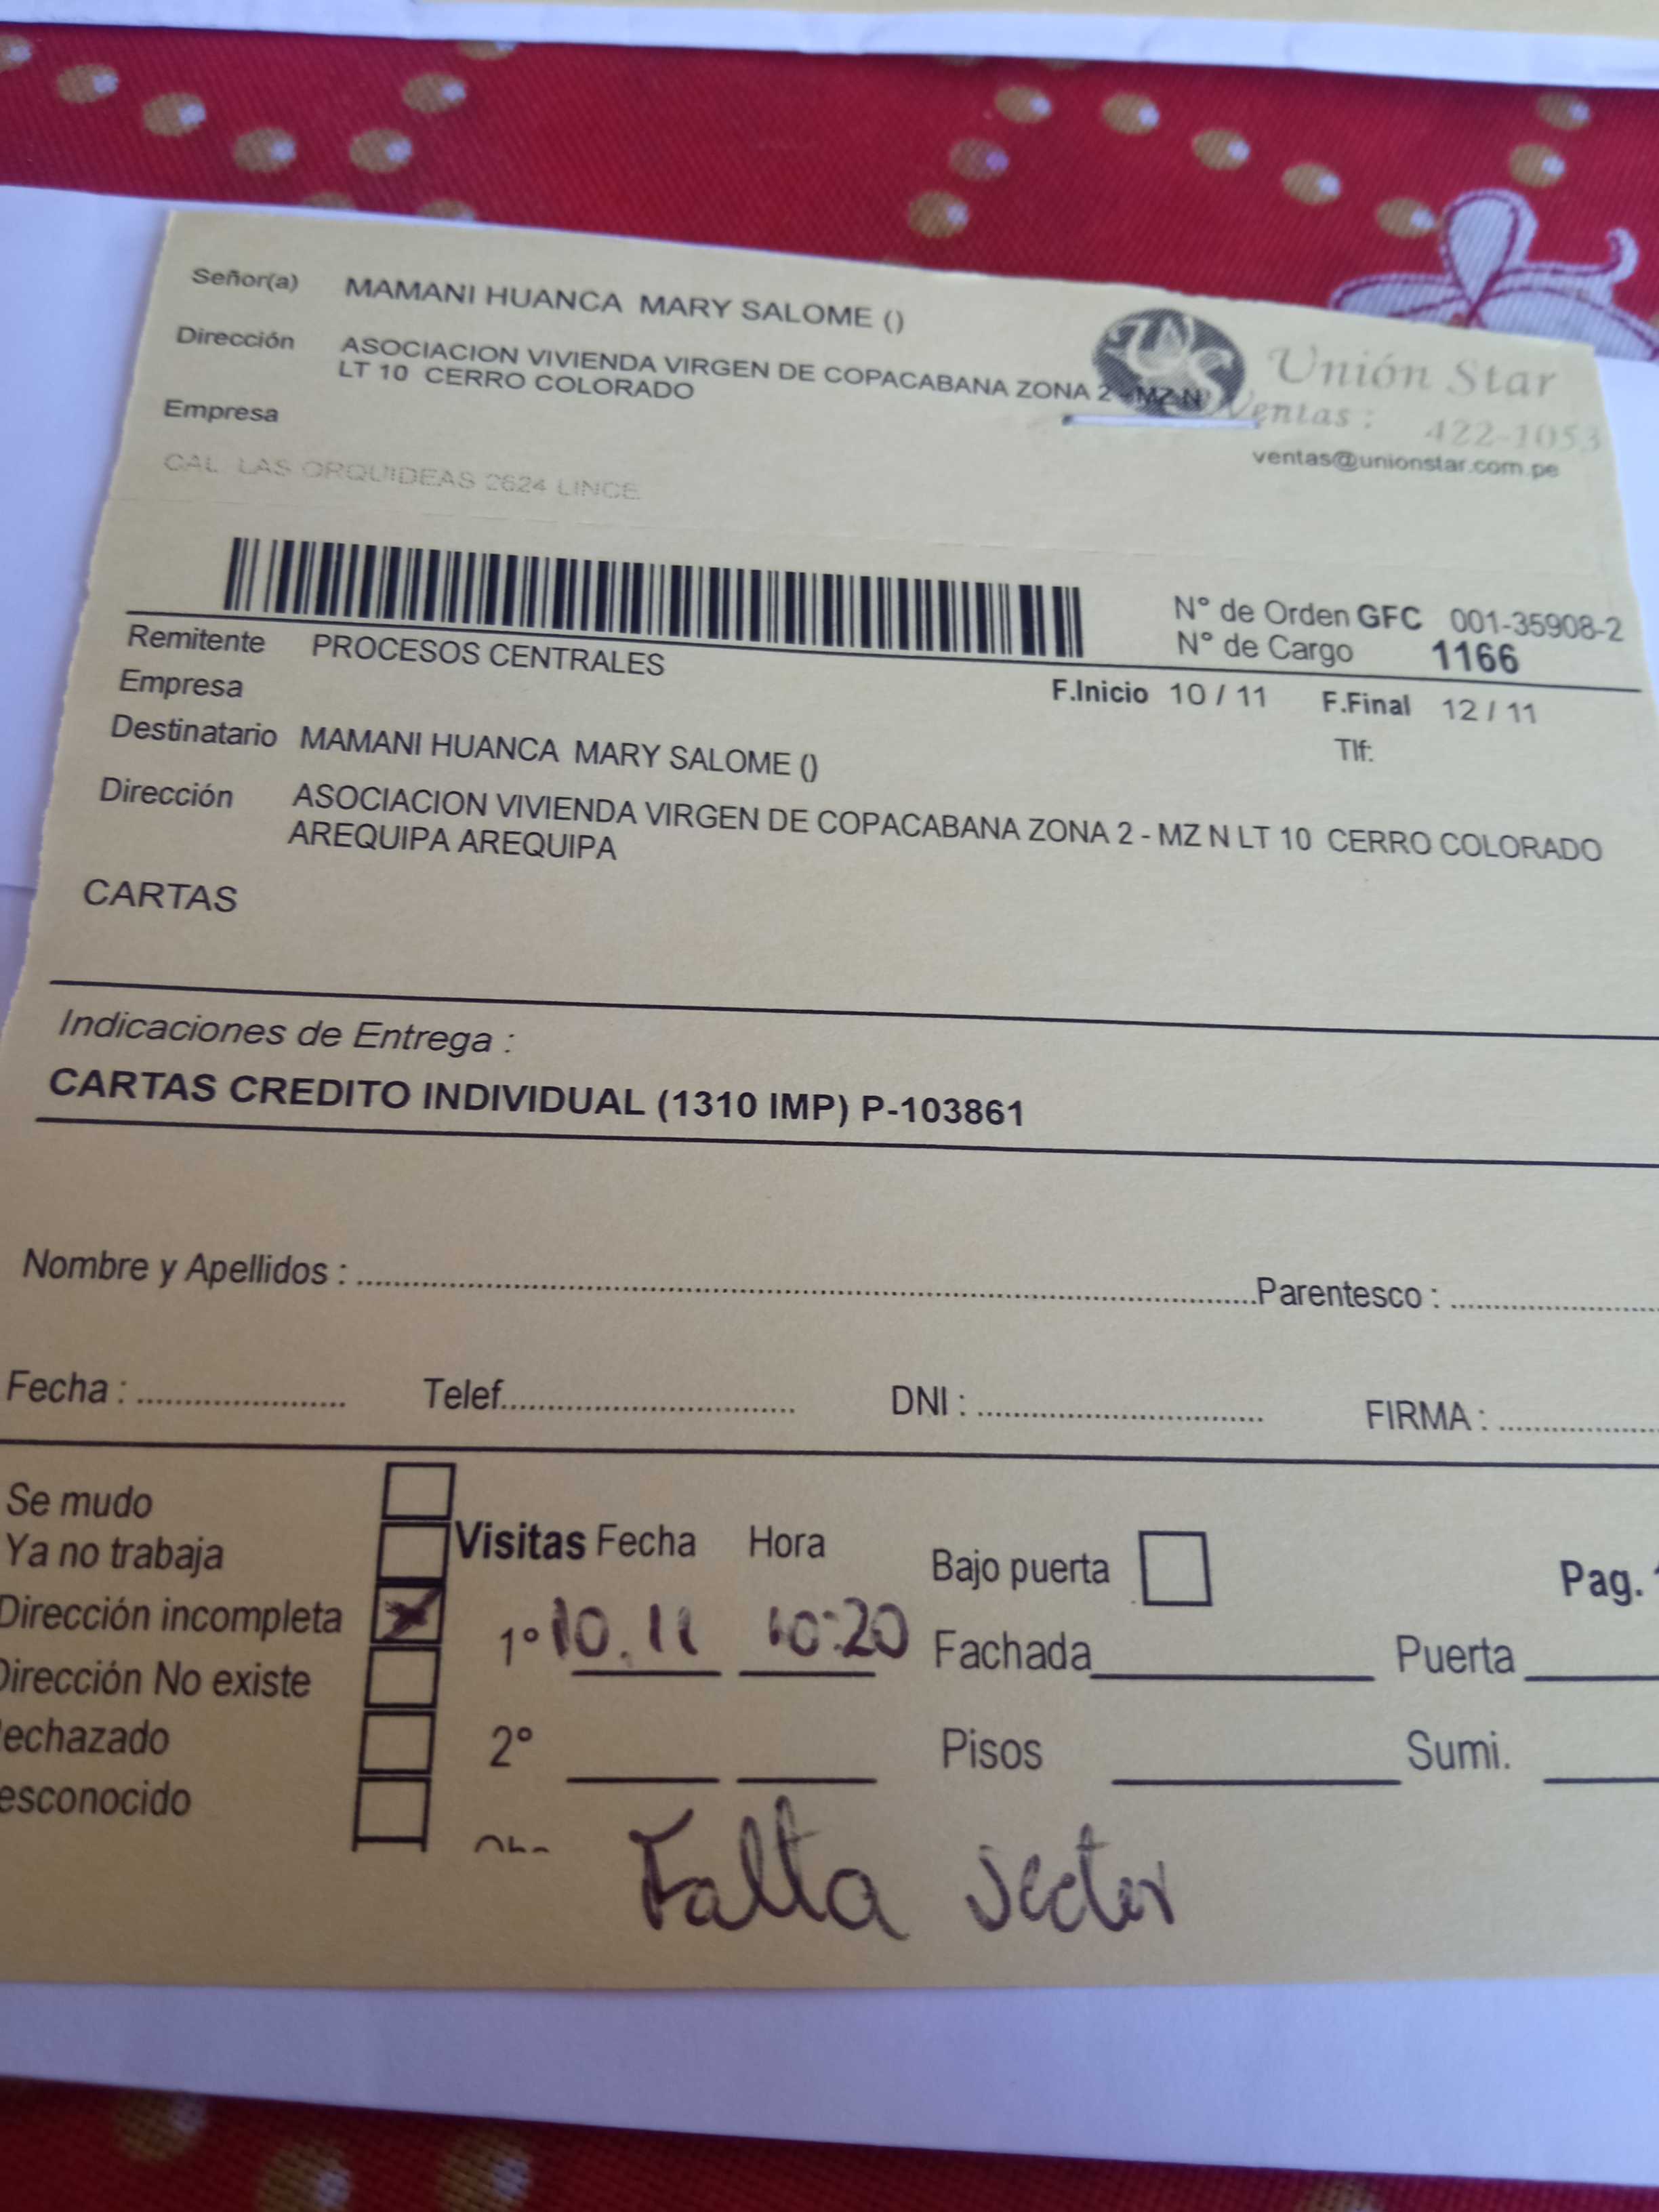 Señor(a) MAMANI HUANCA MARY SALOME ()
Dirección ASOCIACION VIVIENDA VIRGEN DE COPACABANA ZONA 2 - MZ N
LT 10 CERRO COLORADO
Empresa
Unión Star
Ventas : 422-1053
ventas@unionstar.com.pe
CAL. LAS ORQUIDEAS 2624 LINCE
N° de Orden GFC 001-35908-2
N° de Cargo 1166
Remitente PROCESOS CENTRALES
Empresa
F.Inicio 10 / 11 F.Final 12 / 11
Destinatario MAMANI HUANCA MARY SALOME ()
Tlf:
Dirección ASOCIACION VIVIENDA VIRGEN DE COPACABANA ZONA 2 - MZ N LT 10 CERRO COLORADO
AREQUIPA AREQUIPA
CARTAS
Indicaciones de Entrega :
CARTAS CREDITO INDIVIDUAL (1310 IMP) P-103861
Nombre y Apellidos : Parentesco :
Fecha : Telef. DNI : FIRMA :
Se mudo
Ya no trabaja
Dirección incompleta
Dirección No existe
echazado
esconocido
Visitas Fecha Hora
1° 10.11 10:20
2°
Bajo puerta
Pag.
Fachada Puerta
Pisos Sumi.
Falta sector